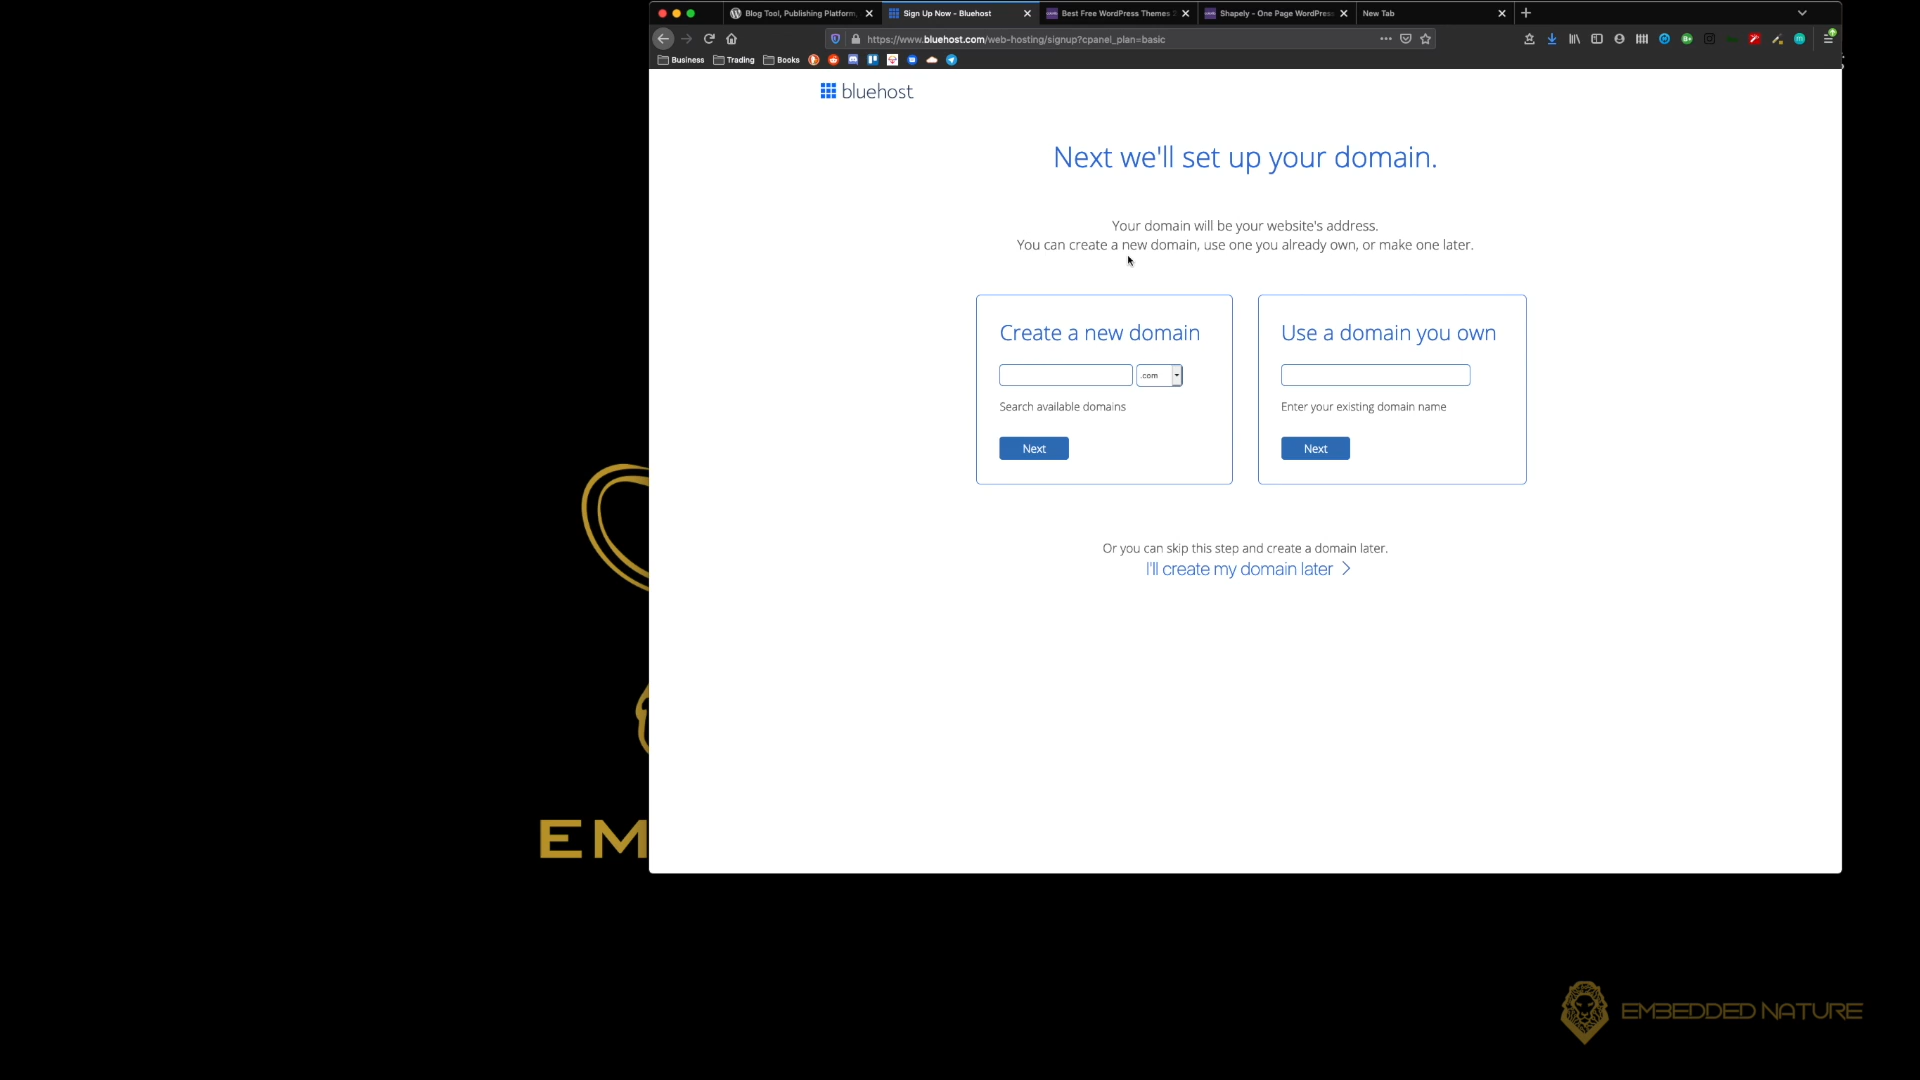 Blog Tool, Publishing Platform,
Sign Up Now - Bluehost
Best Free WordPress Themes
Shapely - One Page WordPres
New Tab
https://www.bluehost.com/web-hosting/signup?cpanel_plan=basic
Business
Trading
Books
bluehost
Next we'll set up your domain.
Your domain will be your website's address.
You can create a new domain, use one you already own, or make one later.
Create a new domain
.com
Search available domains
Next
Use a domain you own
Enter your existing domain name
Next
Or you can skip this step and create a domain later.
I'll create my domain later
EM
EMBEDDED NATURE